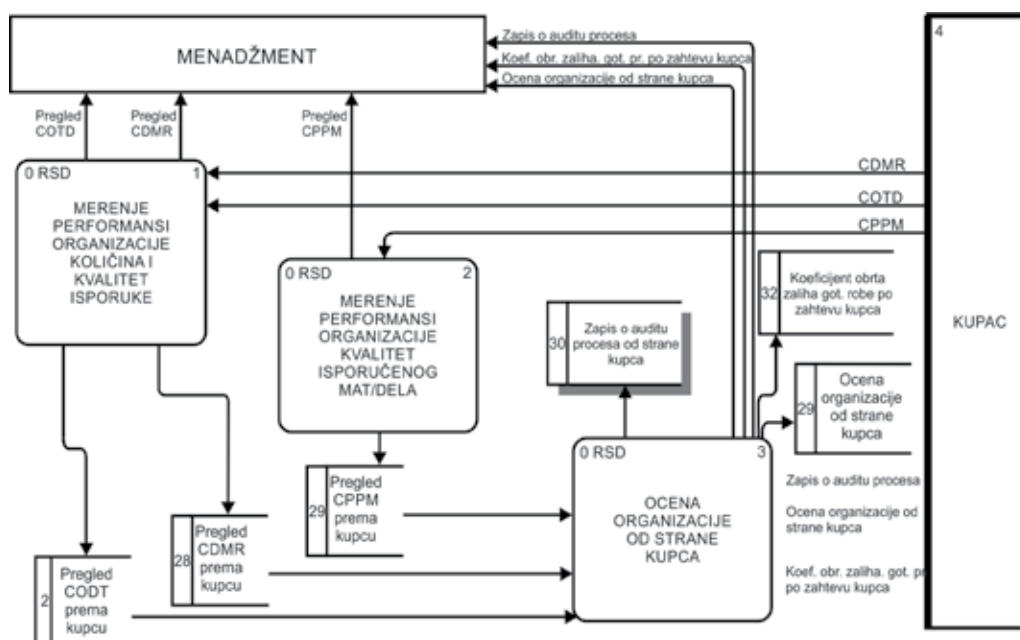 MENADŽMENT
Zapis o auditu procesa
Koef. obr. zaliha. got. pr. po zahtevu kupca
Ocena organizacije od strane kupca
4
KUPAC
Pregled
COTD
Pregled
CDMR
Pregled
CPPM
CDMR
COTD
CPPM
0 RSD 1
MERENJE
PERFORMANSI
ORGANIZACIJE
KOLIČINA I
KVALITET
ISPORUKE
0 RSD 2
MERENJE
PERFORMANSI
ORGANIZACIJE
KVALITET
ISPORUČENOG
MAT/DELA
30
Zapis o auditu
procesa od strane
kupca
32
Koeficijent obrta
zaliha got. robe po
zahtevu kupca
29
Ocena
organizacije
od strane
kupca
0 RSD 3
OCENA
ORGANIZACIJE
OD STRANE
KUPCA
Zapis o auditu procesa
Ocena organizacije od
strane kupca
Koef. obr. zaliha. got. pr
po zahtevu kupca
29
Pregled
CPPM
prema
kupcu
28
Pregled
CDMR
prema
kupcu
2
Pregled
CODT
prema
kupcu